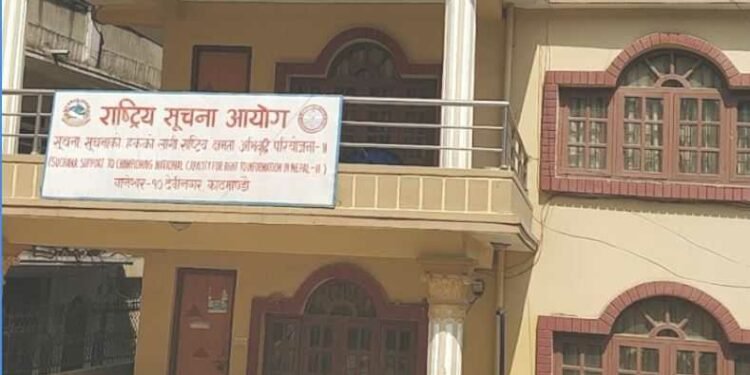 राष्ट्रिय सूचना आयोग
सूचना सूचनाको हकको लागी राष्ट्रिय क्षमता अभिवृद्धि परियोजना-॥
(SUCHANA SUPPORT TO CHAMPIONING NATIONAL CAPACITY FOR RIGHT TO INFORMATION IN NEPAL-II)
वानेश्वर-१० देवीनगर काठमाण्डौ